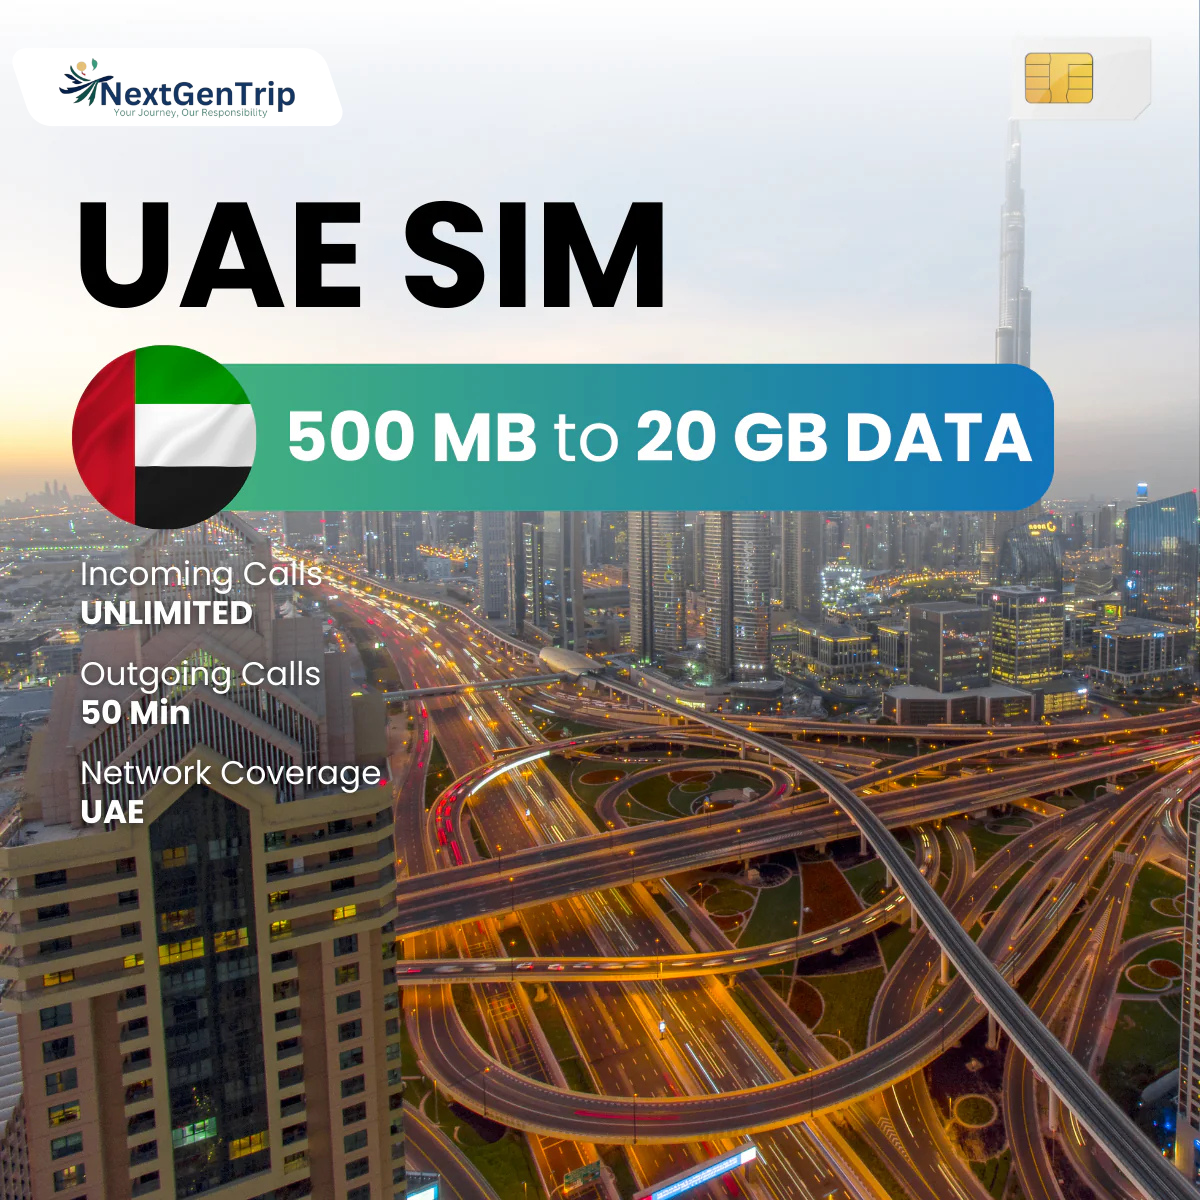 NextGenTrip
Your Journey, Our Responsibility
UAE SIM
500 MB to 20 GB DATA
Incoming Calls
UNLIMITED
Outgoing Calls
50 Min
Network Coverage
UAE